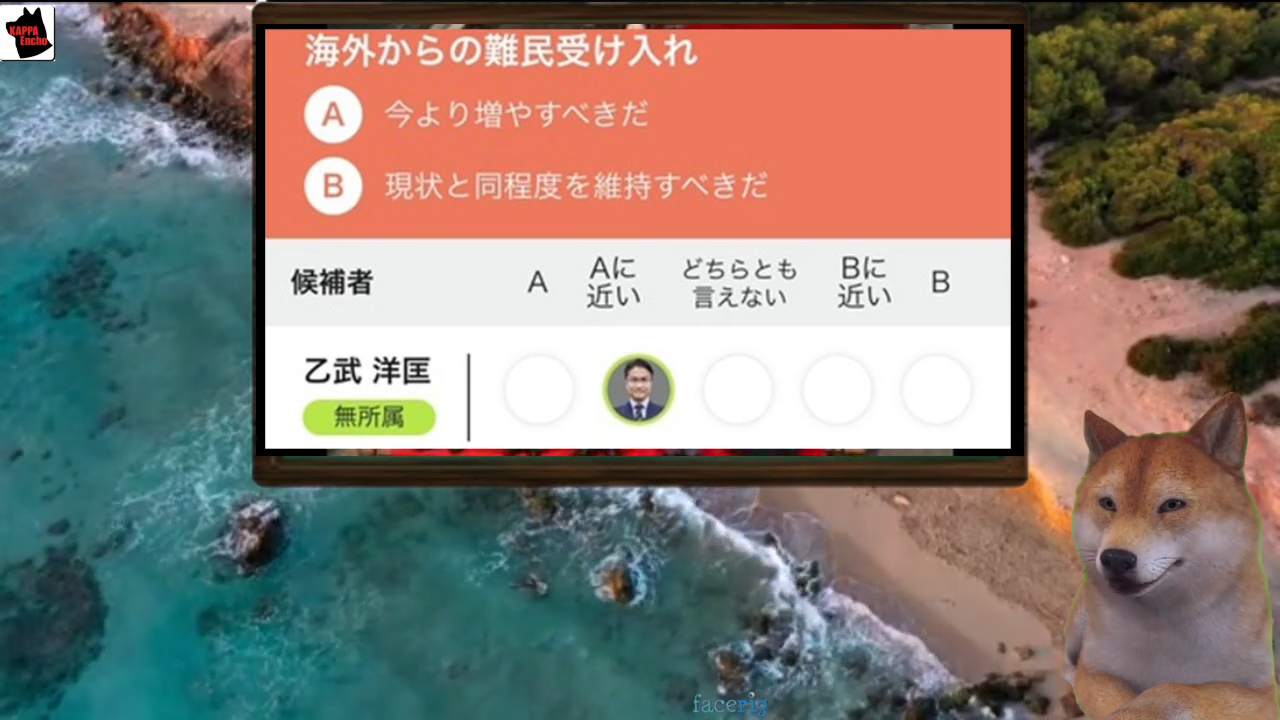 KAPPA
Encho
海外からの難民受け入れ
A 今より増やすべきだ
B 現状と同程度を維持すべきだ
候補者 A Aに近い どちらとも言えない Bに近い B
乙武 洋匡
無所属
facerig